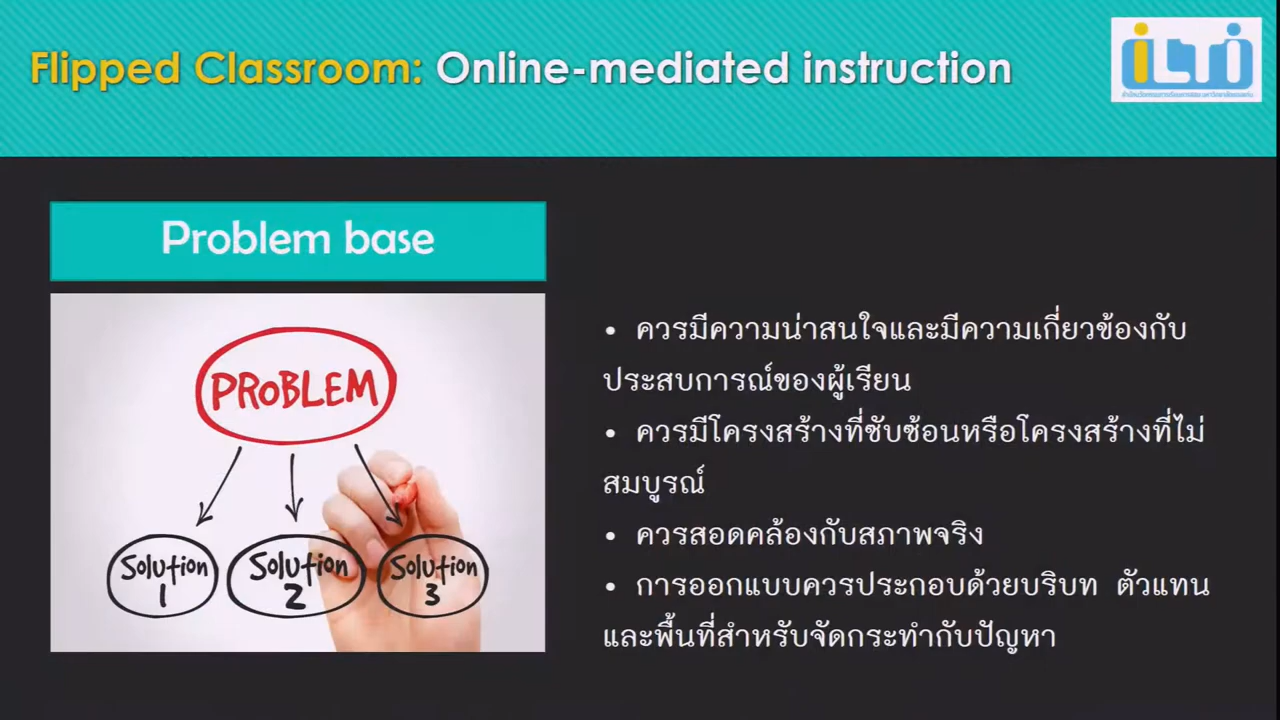 Flipped Classroom: Online-mediated instruction
iLTi
Problem base
PROBLEM
Solution
1
Solution
2
Solution
3
• ควรมีความน่าสนใจและมีความเกี่ยวข้องกับ
ประสบการณ์ของผู้เรียน
• ควรมีโครงสร้างที่ซับซ้อนหรือโครงสร้างที่ไม่
สมบูรณ์
• ควรสอดคล้องกับสภาพจริง
• การออกแบบควรประกอบด้วยบริบท ตัวแทน
และพื้นที่สำหรับจัดกระทำกับปัญหา